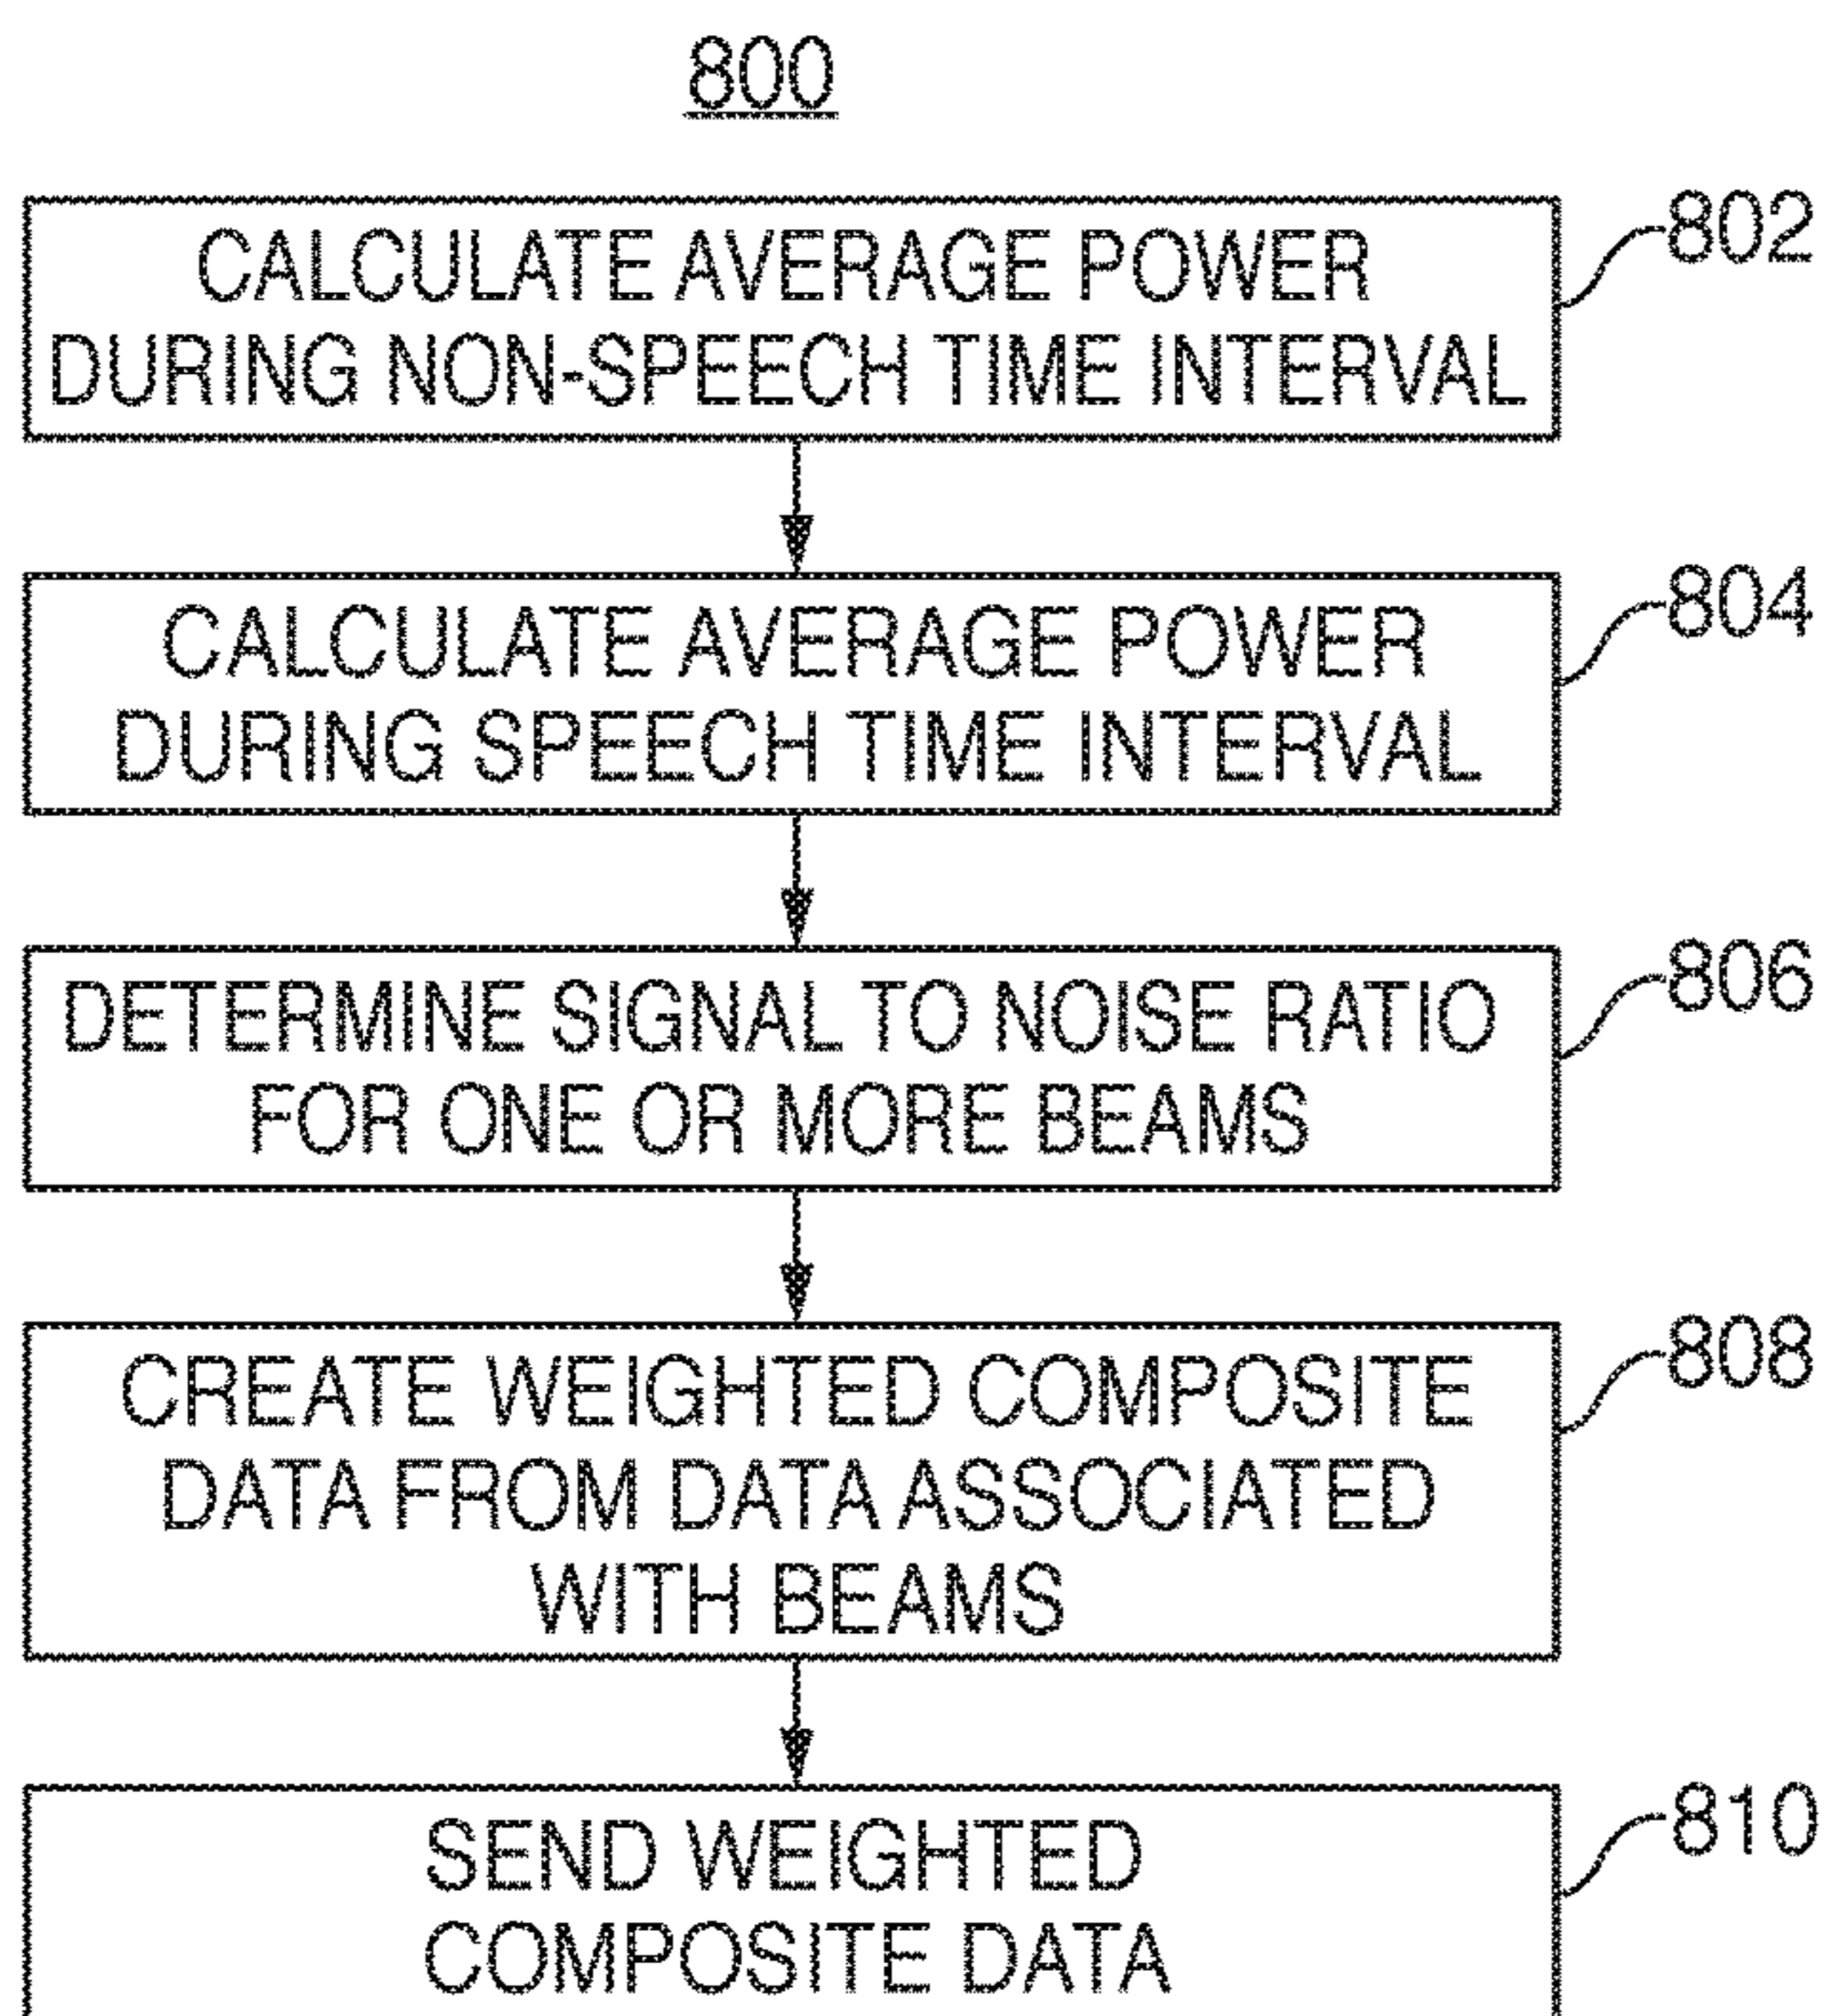 800
CALCULATE AVERAGE POWER
DURING NON-SPEECH TIME INTERVAL
802
CALCULATE AVERAGE POWER
DURING SPEECH TIME INTERVAL
804
DETERMINE SIGNAL TO NOISE RATIO
FOR ONE OR MORE BEAMS
806
CREATE WEIGHTED COMPOSITE
DATA FROM DATA ASSOCIATED
WITH BEAMS
808
SEND WEIGHTED
COMPOSITE DATA
810